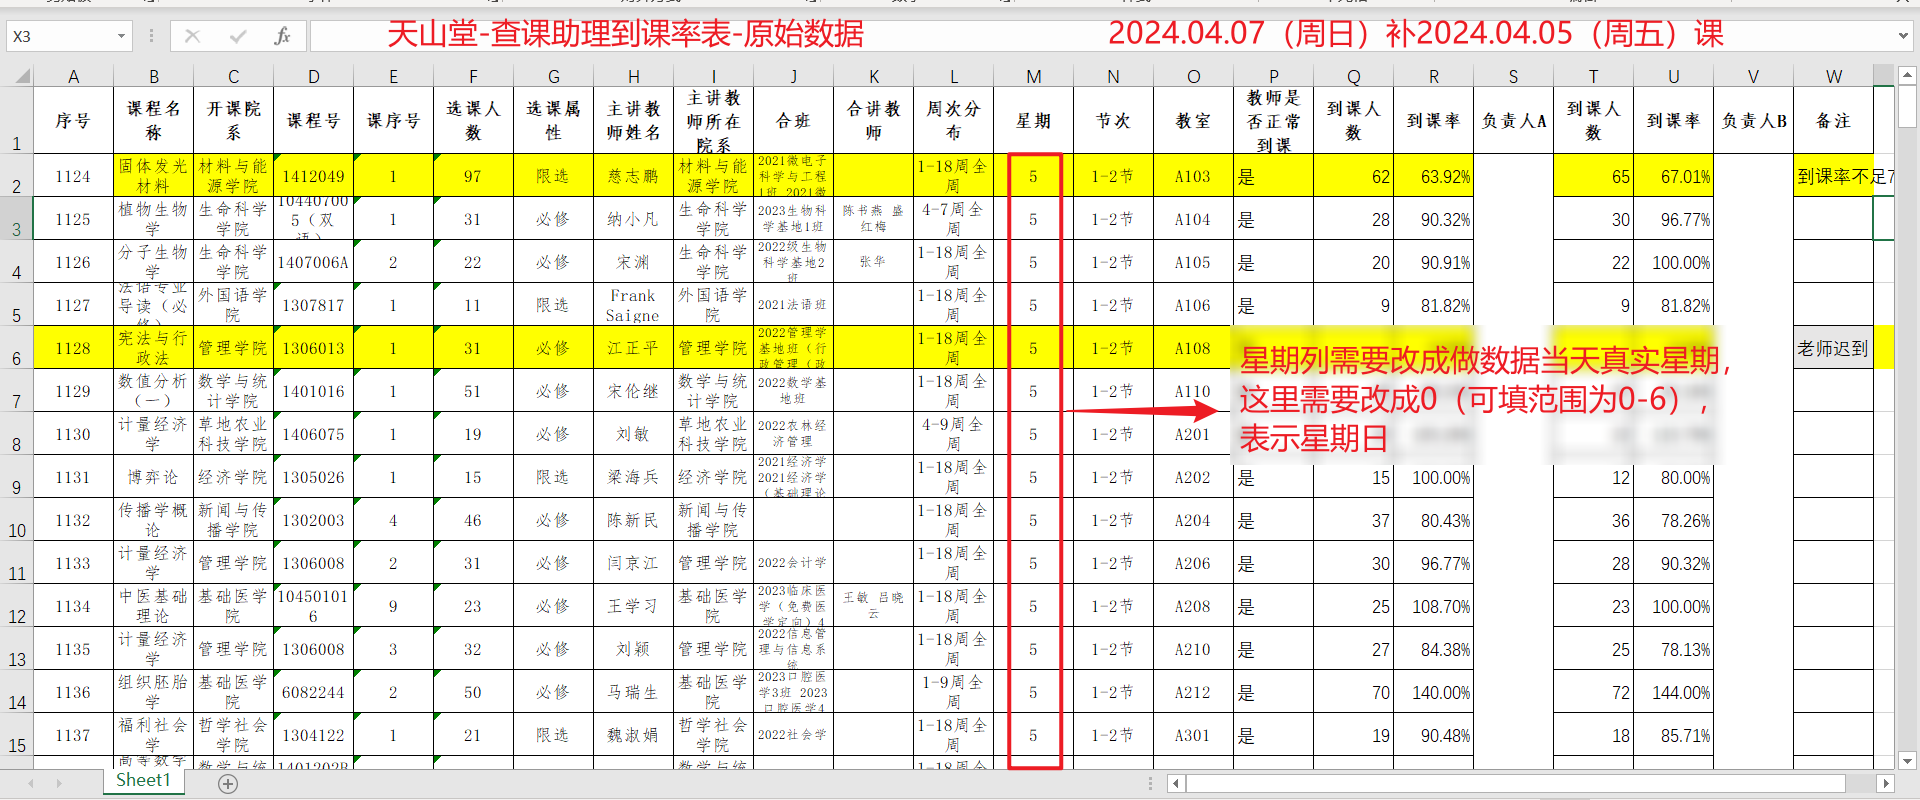 X3
fx
天山堂-查课助理到课率表-原始数据
2024.04.07（周日）补2024.04.05（周五）课
A B C D E F G H I J K L M N O P Q R S T U V W
1 序号 课程名称 开课院系 课程号 课序号 选课人数 选课属性 主讲教师姓名 主讲教师所在院系 合班 合讲教师 周次分布 星期 节次 教室 教师是否正常到课 到课人数 到课率 负责人A 到课人数 到课率 负责人B 备注
2 1124 固体发光材料 材料与能源学院 1412049 1 97 限选 慈志鹏 材料与能源学院 2021微电子科学与工程1班 2021微 1-18周全周 5 1-2节 A103 是 62 63.92% 65 67.01% 到课率不足7
3 1125 植物生物学 生命科学学院 104407005（双语） 1 31 必修 纳小凡 生命科学学院 2023生物科学基地1班 陈书燕 盛红梅 4-7周全周 5 1-2节 A104 是 28 90.32% 30 96.77%
4 1126 分子生物学 生命科学学院 1407006A 2 22 必修 宋渊 生命科学学院 2022级生物科学基地2班 张华 1-18周全周 5 1-2节 A105 是 20 90.91% 22 100.00%
5 1127 法语专业导读（必修） 外国语学院 1307817 1 11 限选 Frank Saigne 外国语学院 2021法语班 1-18周全周 5 1-2节 A106 是 9 81.82% 9 81.82%
6 1128 宪法与行政法 管理学院 1306013 1 31 必修 江正平 管理学院 2022管理学基地班（行政管理（政 1-18周全周 5 1-2节 A108 老师迟到
7 1129 数值分析（一） 数学与统计学院 1401016 1 51 必修 宋伦继 数学与统计学院 2022数学基地班 1-18周全周 5 1-2节 A110
8 1130 计量经济学 草地农业科技学院 1406075 1 19 必修 刘敏 草地农业科技学院 2022农林经济管理 4-9周全周 5 1-2节 A201
星期列需要改成做数据当天真实星期，
这里需要改成0（可填范围为0-6），
表示星期日
9 1131 博弈论 经济学院 1305026 1 15 限选 梁海兵 经济学院 2021经济学 2021经济学（基础理论 1-18周全周 5 1-2节 A202 是 15 100.00% 12 80.00%
10 1132 传播学概论 新闻与传播学院 1302003 4 46 必修 陈新民 新闻与传播学院 1-18周全周 5 1-2节 A204 是 37 80.43% 36 78.26%
11 1133 计量经济学 管理学院 1306008 2 31 必修 闫京江 管理学院 2022会计学 1-18周全周 5 1-2节 A206 是 30 96.77% 28 90.32%
12 1134 中医基础理论 基础医学院 104501016 9 23 必修 王学习 基础医学院 2023临床医学（免费医学定向）4 王敏 吕晓云 1-18周全周 5 1-2节 A208 是 25 108.70% 23 100.00%
13 1135 计量经济学 管理学院 1306008 3 32 必修 刘颖 管理学院 2022信息管理与信息系统 1-18周全周 5 1-2节 A210 是 27 84.38% 25 78.13%
14 1136 组织胚胎学 基础医学院 6082244 2 50 必修 马瑞生 基础医学院 2023口腔医学3班 2023口腔医学4 1-9周全周 5 1-2节 A212 是 70 140.00% 72 144.00%
15 1137 福利社会学 哲学社会学院 1304122 1 21 限选 魏淑娟 哲学社会学院 2022社会学 1-18周全周 5 1-2节 A301 是 19 90.48% 18 85.71%
高等数学 数学与统 1401202B 数学与统 1-18周全
Sheet1